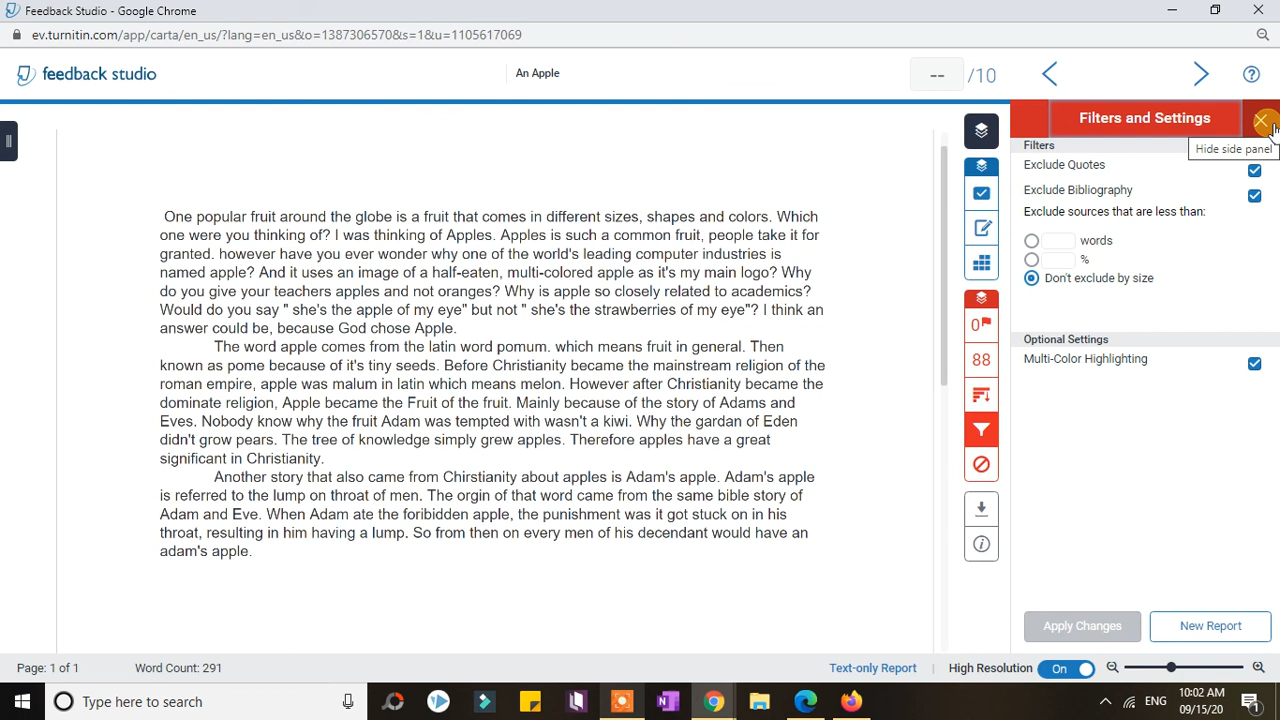 Feedback Studio - Google Chrome
ev.turnitin.com/app/carta/en_us/?lang=en_us&o=1387306570&s=1&u=1105617069
feedback studio
An Apple
-- /10
?
Filters and Settings
Hide side panel
Filters
Exclude Quotes
Exclude Bibliography
Exclude sources that are less than:
words
%
Don't exclude by size
Optional Settings
Multi-Color Highlighting
Apply Changes
New Report
0
88
One popular fruit around the globe is a fruit that comes in different sizes, shapes and colors. Which
one were you thinking of? I was thinking of Apples. Apples is such a common fruit, people take it for
granted. however have you ever wonder why one of the world's leading computer industries is
named apple? And it uses an image of a half-eaten, multi-colored apple as it's my main logo? Why
do you give your teachers apples and not oranges? Why is apple so closely related to academics?
Would do you say " she's the apple of my eye" but not " she's the strawberries of my eye"? I think an
answer could be, because God chose Apple.
The word apple comes from the latin word pomum. which means fruit in general. Then
known as pome because of it's tiny seeds. Before Christianity became the mainstream religion of the
roman empire, apple was malum in latin which means melon. However after Christianity became the
dominate religion, Apple became the Fruit of the fruit. Mainly because of the story of Adams and
Eves. Nobody know why the fruit Adam was tempted with wasn't a kiwi. Why the gardan of Eden
didn't grow pears. The tree of knowledge simply grew apples. Therefore apples have a great
significant in Christianity.
Another story that also came from Chirstianity about apples is Adam's apple. Adam's apple
is referred to the lump on throat of men. The orgin of that word came from the same bible story of
Adam and Eve. When Adam ate the foribidden apple, the punishment was it got stuck on in his
throat, resulting in him having a lump. So from then on every men of his decendant would have an
adam's apple.
Page: 1 of 1
Word Count: 291
Text-only Report
High Resolution
On
Type here to search
ENG
10:02 AM
09/15/20
1